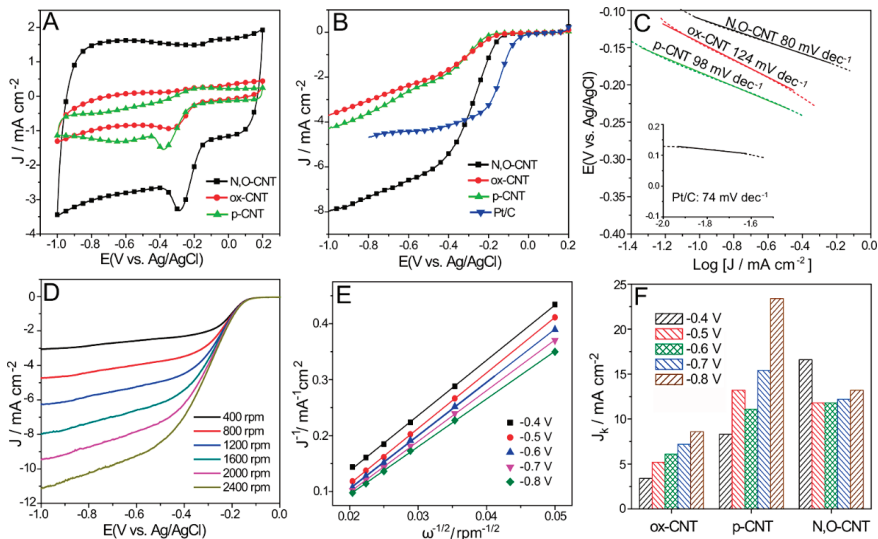 A
J / mA cm-2
2
1
0
-1
-2
-3
-4
N,O-CNT
ox-CNT
p-CNT
-1.0 -0.8 -0.6 -0.4 -0.2 0.0 0.2
E(V vs. Ag/AgCl)
B
J / mA cm-2
0
-2
-4
-6
-8
N,O-CNT
ox-CNT
p-CNT
Pt/C
-1.0 -0.8 -0.6 -0.4 -0.2 0.0 0.2
E(V vs. Ag/AgCl)
C
E(V vs. Ag/AgCl)
-0.10
-0.15
-0.20
-0.25
-0.30
-0.35
-0.40
N,O-CNT 80 mV dec-1
ox-CNT 124 mV dec-1
p-CNT 98 mV dec-1
0.2
0.1
0.0
0.1
Pt/C: 74 mV dec-1
-2.0 -1.8 -1.6
-1.4 -1.2 -1.0 -0.8 -0.6 -0.4 -0.2 0.0
Log [J / mA cm-2]
D
J / mA cm-2
0
-2
-4
-6
-8
-10
-12
400 rpm
800 rpm
1200 rpm
1600 rpm
2000 rpm
2400 rpm
-1.0 -0.8 -0.6 -0.4 -0.2 0.0
E(V vs. Ag/AgCl)
E
J-1/ mA-1cm2
0.4
0.3
0.2
0.1
-0.4 V
-0.5 V
-0.6 V
-0.7 V
-0.8 V
0.02 0.03 0.04 0.05
ω-1/2/rpm-1/2
F
Jk / mA cm-2
25
20
15
10
5
0
-0.4 V
-0.5 V
-0.6 V
-0.7 V
-0.8 V
ox-CNT p-CNT N,O-CNT